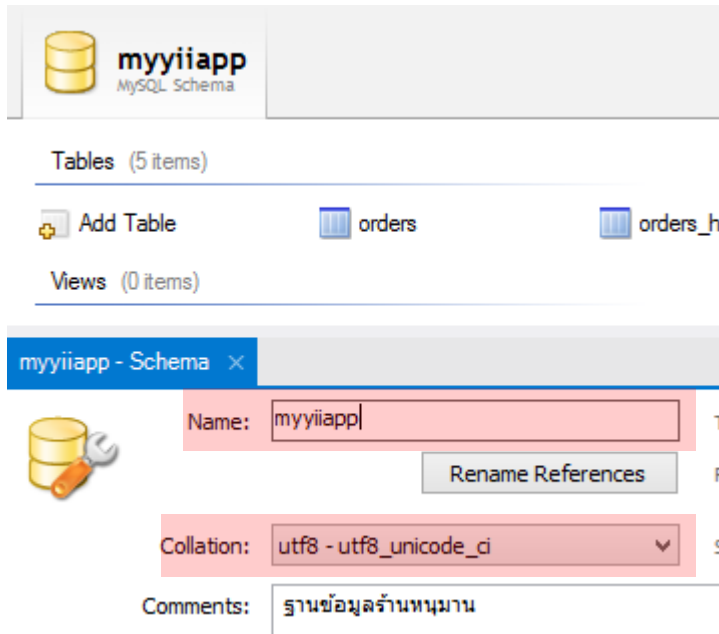 myyiiapp
MySQL Schema
Tables (5 items)
Add Table orders orders_h
Views (0 items)
myyiiapp - Schema ×
Name: myyiiapp
Rename References
Collation: utf8 - utf8_unicode_ci
Comments: ฐานข้อมูลร้านหนุมาน